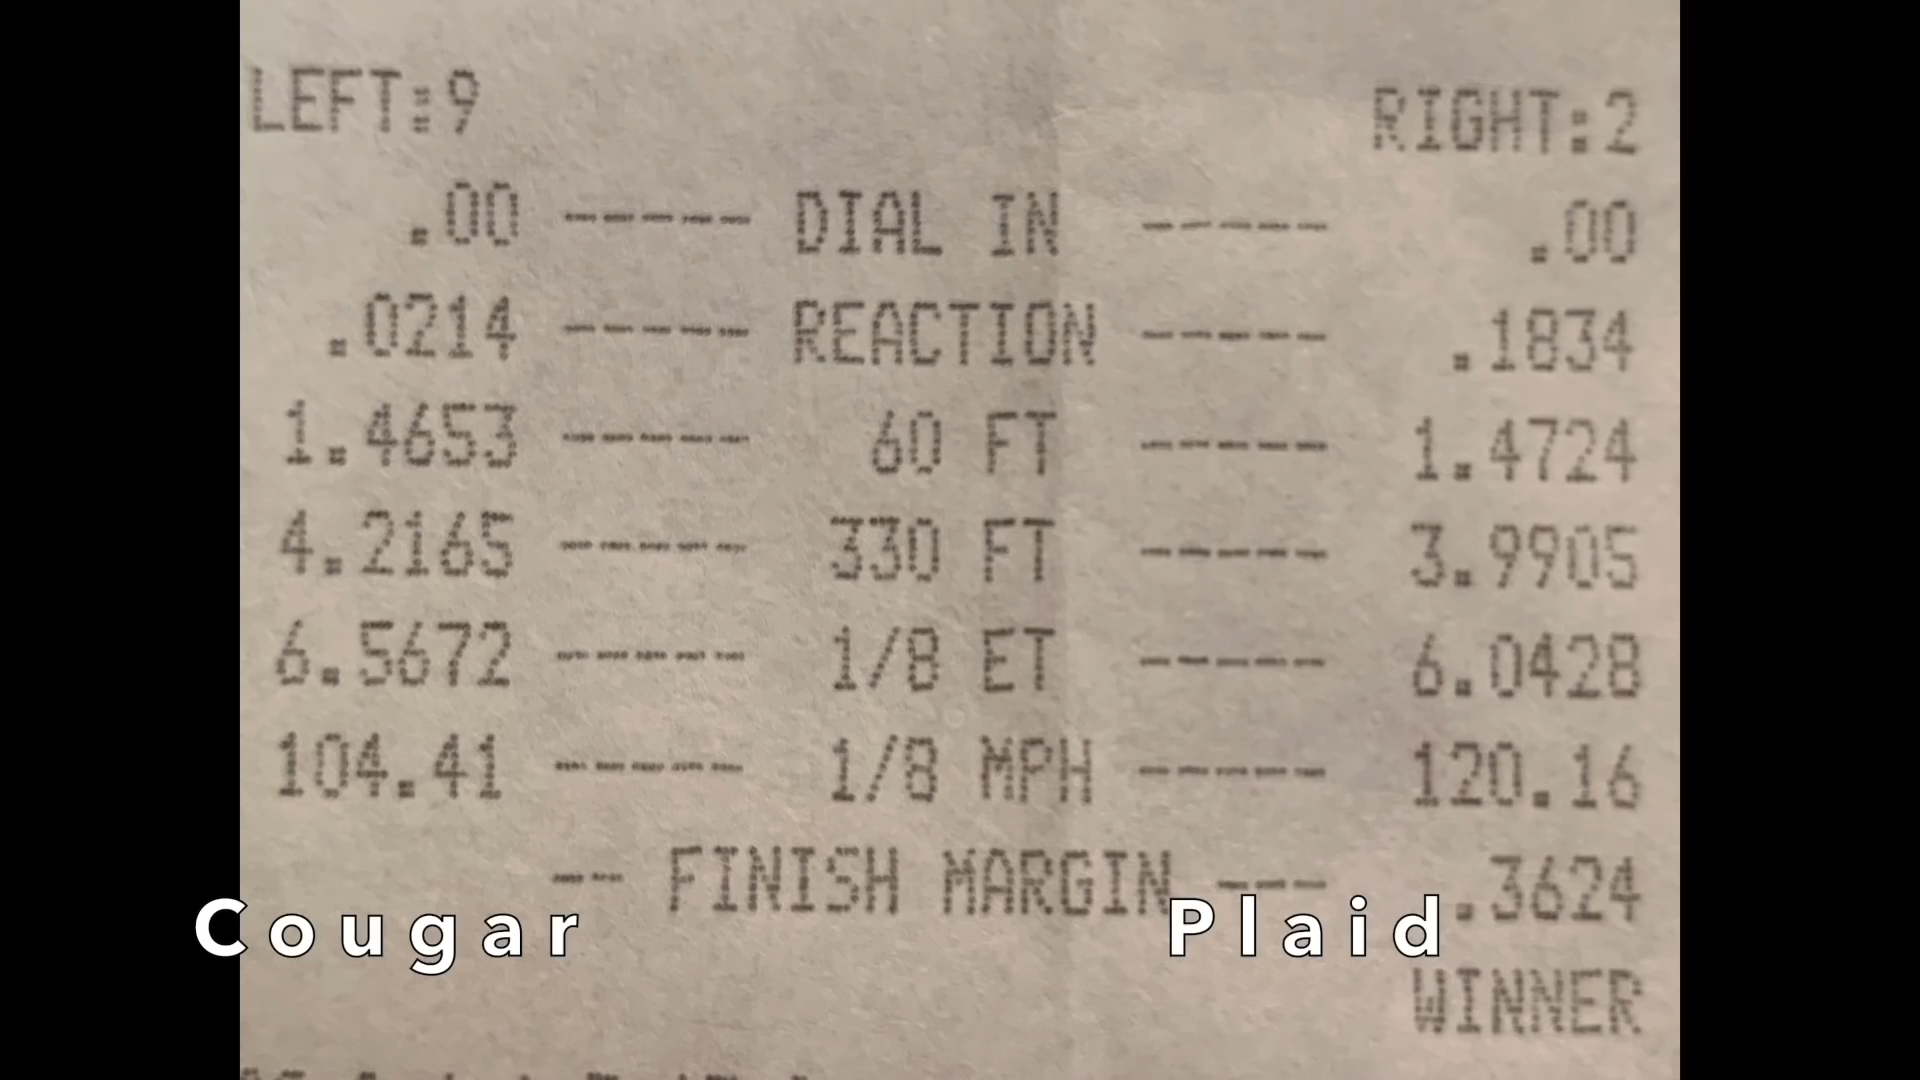 LEFT:9 RIGHT:2
.00 ----- DIAL IN ----- .00
.0214 ----- REACTION ----- .1834
1.4653 ----- 60 FT ----- 1.4724
4.2165 ----- 330 FT ----- 3.9905
6.5672 ----- 1/8 ET ----- 6.0428
104.41 ----- 1/8 MPH ----- 120.16
-- FINISH MARGIN --- .3624
Cougar Plaid
WINNER